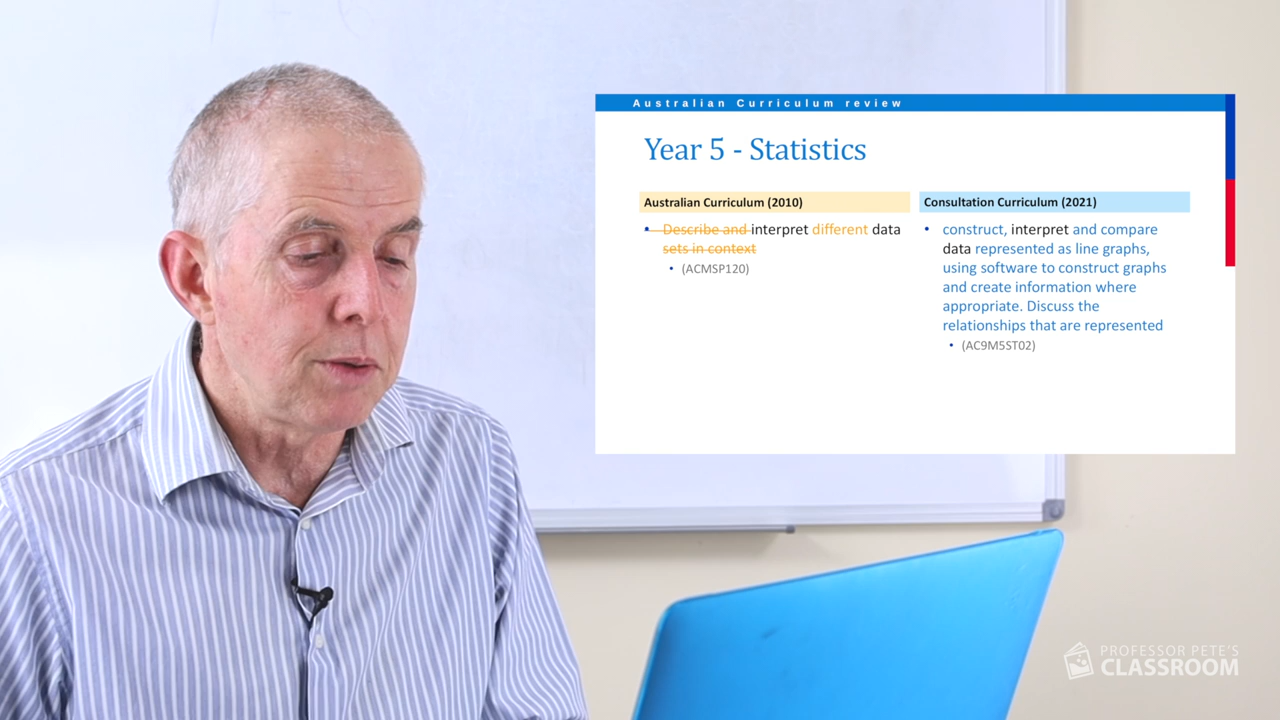 Australian Curriculum review
Year 5 - Statistics
Australian Curriculum (2010)
• Describe and interpret different data
sets in context
• (ACMSP120)
Consultation Curriculum (2021)
• construct, interpret and compare
data represented as line graphs,
using software to construct graphs
and create information where
appropriate. Discuss the
relationships that are represented
• (AC9M5ST02)
PROFESSOR PETE'S
CLASSROOM